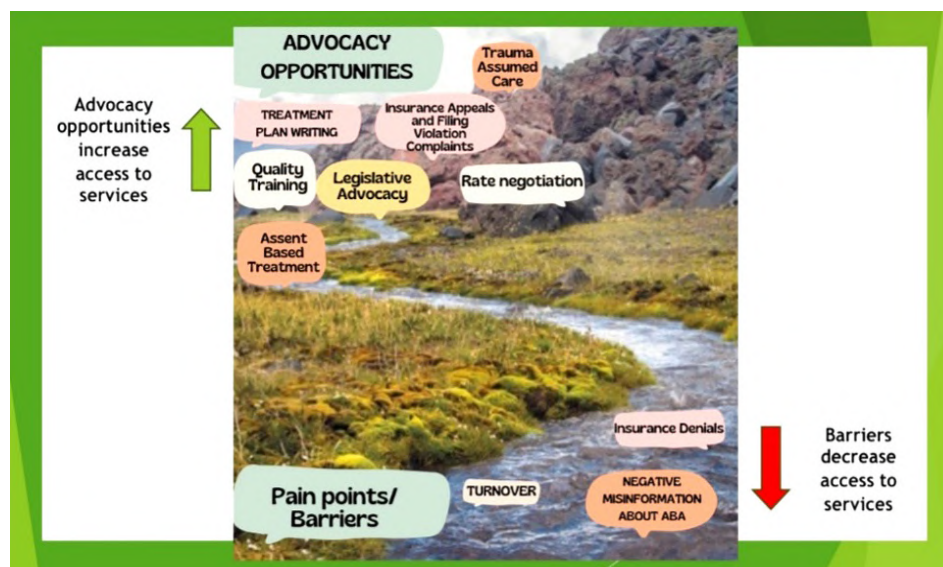 ADVOCACY
OPPORTUNITIES
Trauma
Assumed
Care
Advocacy
opportunities
increase
access to
services
TREATMENT
PLAN WRITING
Insurance Appeals
and Filing
Violation
Complaints
Quality
Training
Legislative
Advocacy
Rate negotiation
Assent
Based
Treatment
Insurance Denials
Barriers
decrease
access to
services
Pain points/
Barriers
TURNOVER
NEGATIVE
MISINFORMATION
ABOUT ABA